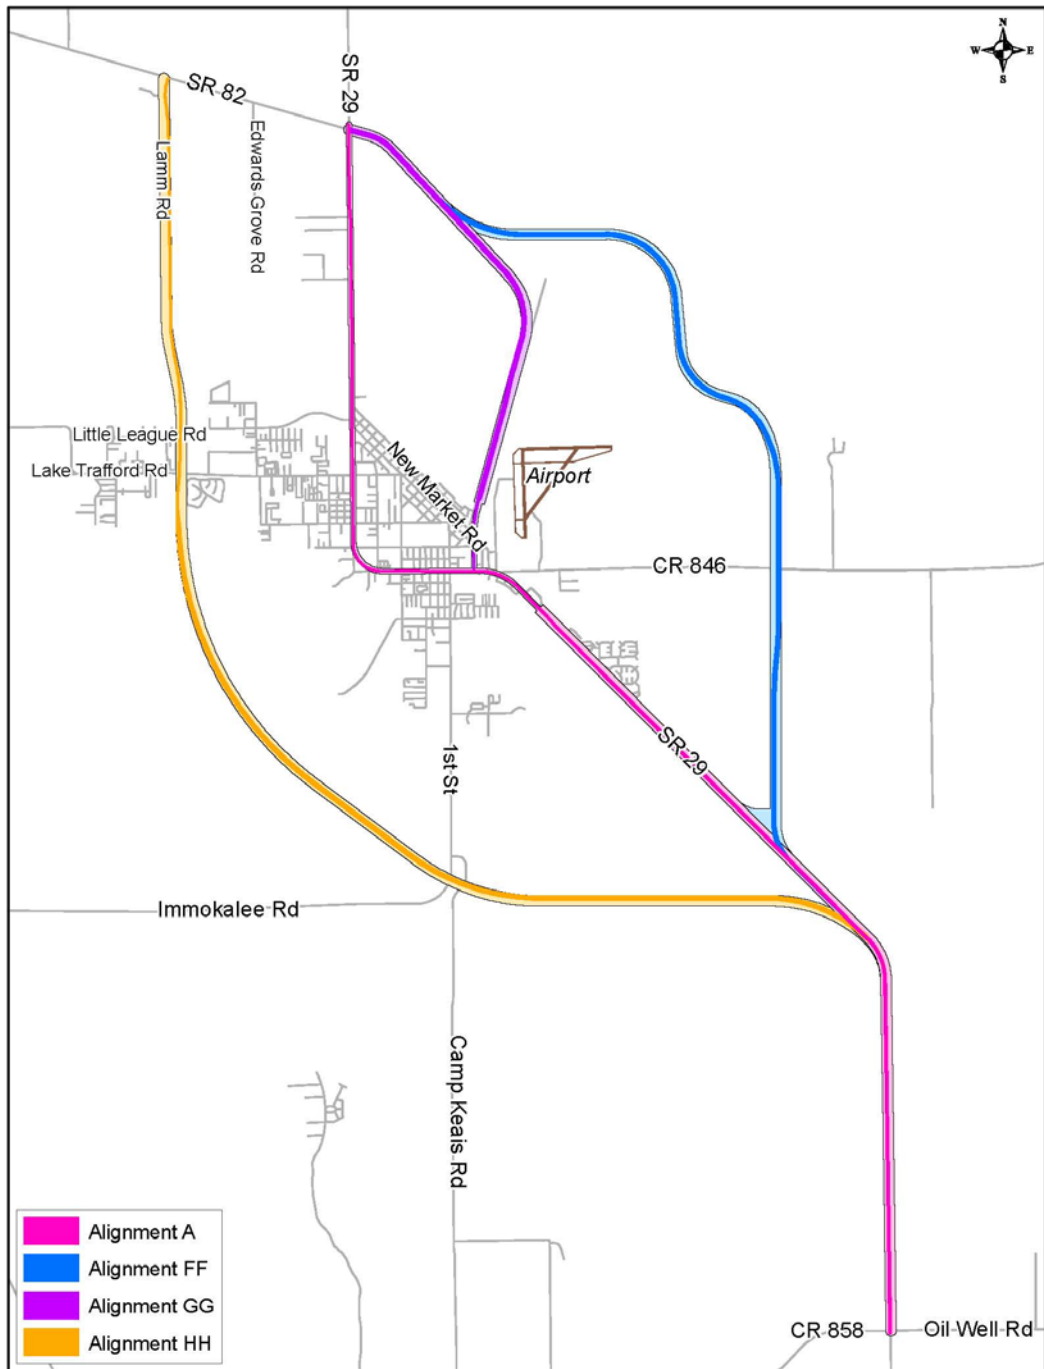 N
W E
S
SR 82
SR 29
Edwards Grove Rd
Lamm Rd
Little League Rd
Lake Trafford Rd
New Market Rd
Airport
CR 846
SR 29
1st St
Immokalee Rd
Camp Keais Rd
CR 858
Oil Well Rd
Alignment A
Alignment FF
Alignment GG
Alignment HH